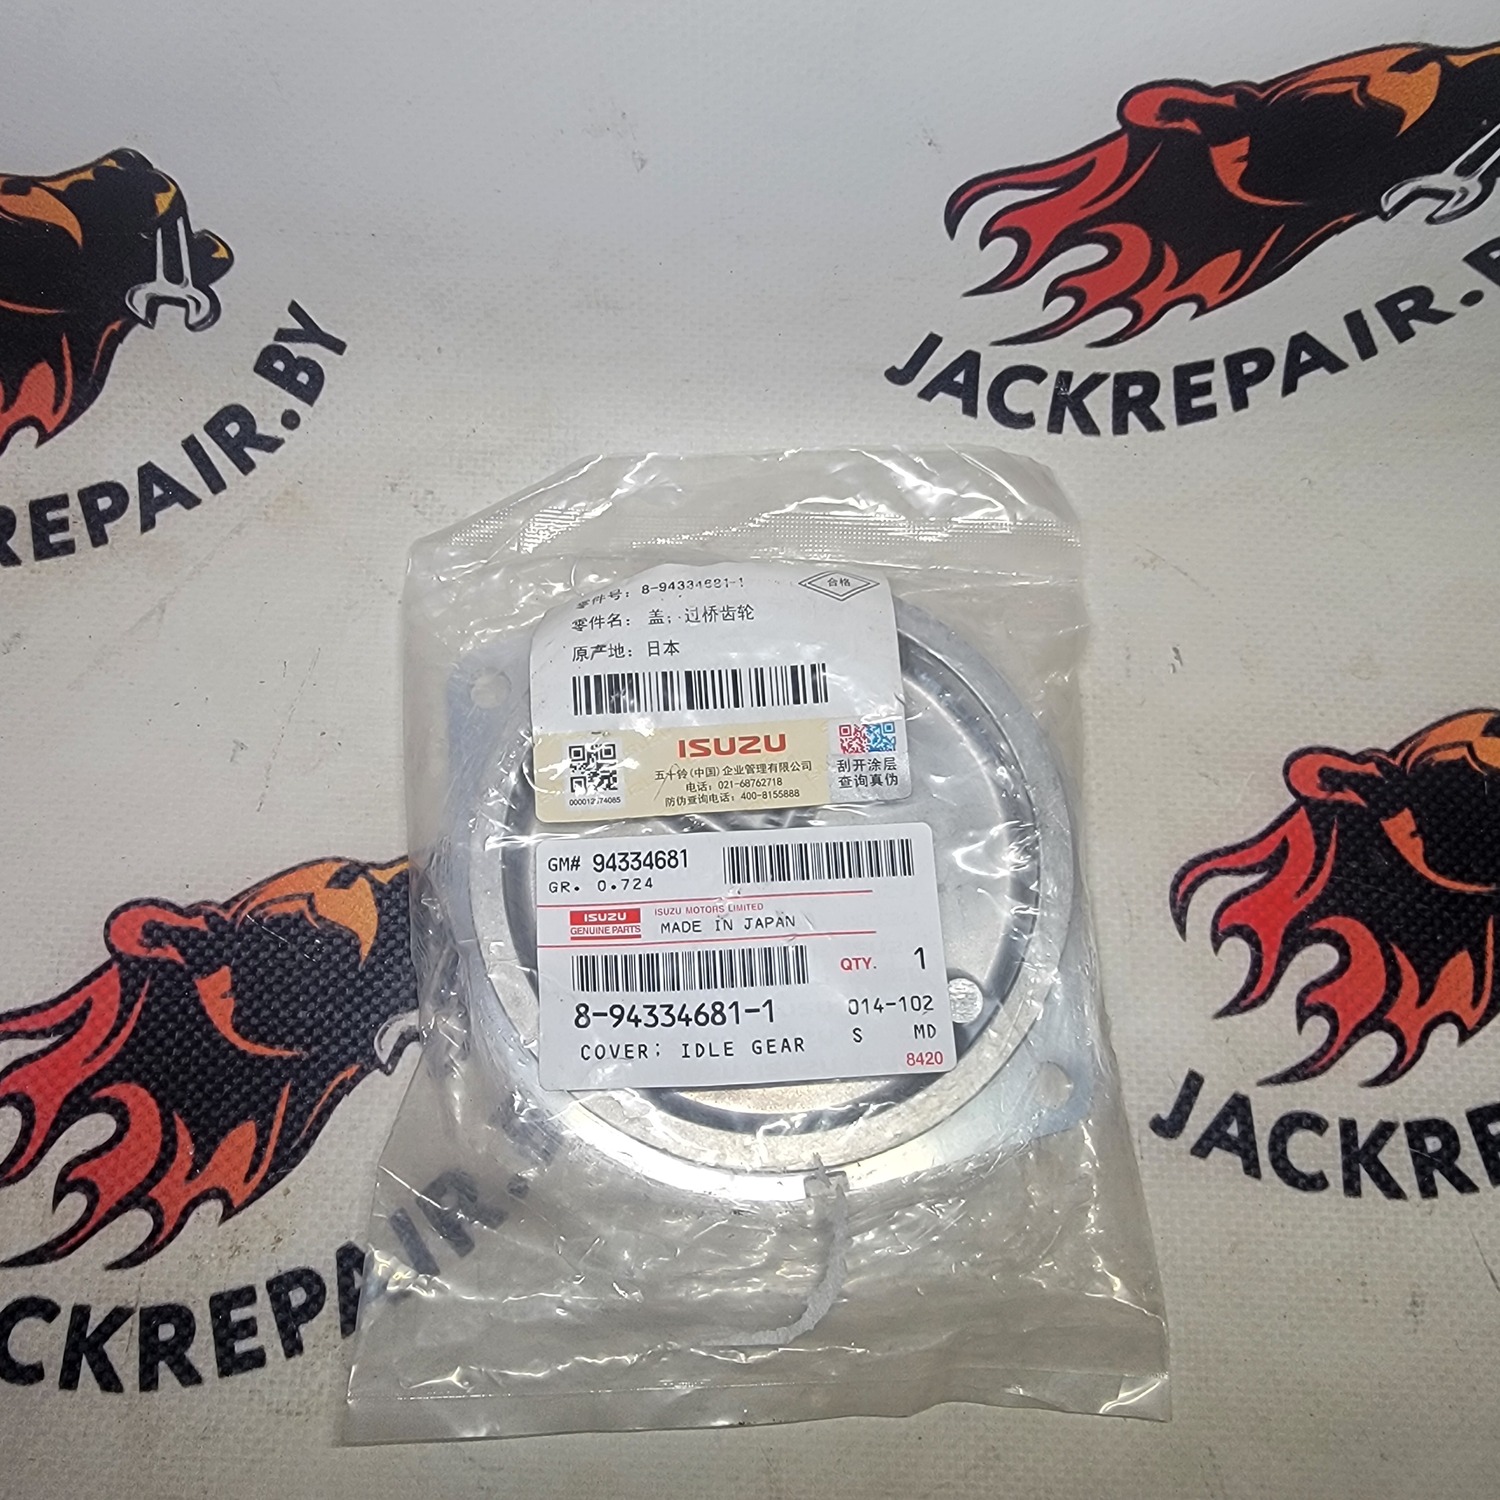 JACKREPAIR.B
REPAIR.BY
零件号: 8-94334681-1
合格
零件名: 盖; 过桥齿轮
原产地: 日本
ISUZU
五十铃(中国)企业管理有限公司
电话: 021-68762718
防伪查询电话: 400-8155888
刮开涂层
查询真伪
GM# 94334681
GR. 0.724
ISUZU
GENUINE PARTS
ISUZU MOTORS LIMITED
MADE IN JAPAN
QTY. 1
8-94334681-1
014-102
COVER; IDLE GEAR
S MD
8420
JACKRE
ACKREPAIR.